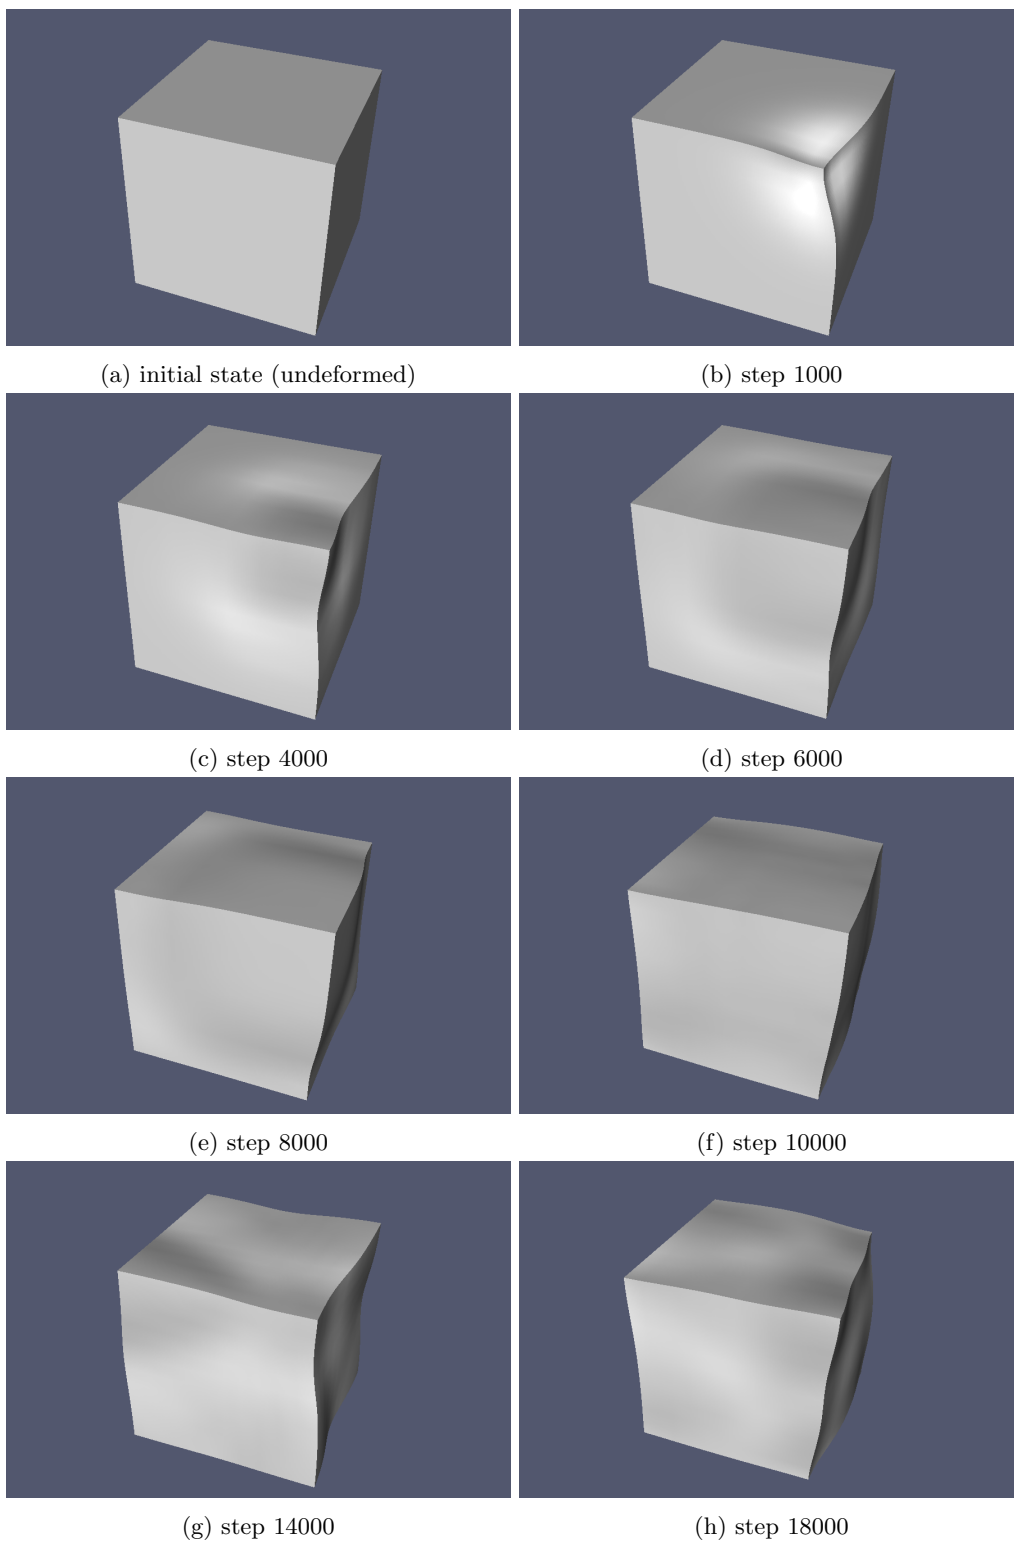 (a) initial state (undeformed)
(b) step 1000
(c) step 4000
(d) step 6000
(e) step 8000
(f) step 10000
(g) step 14000
(h) step 18000